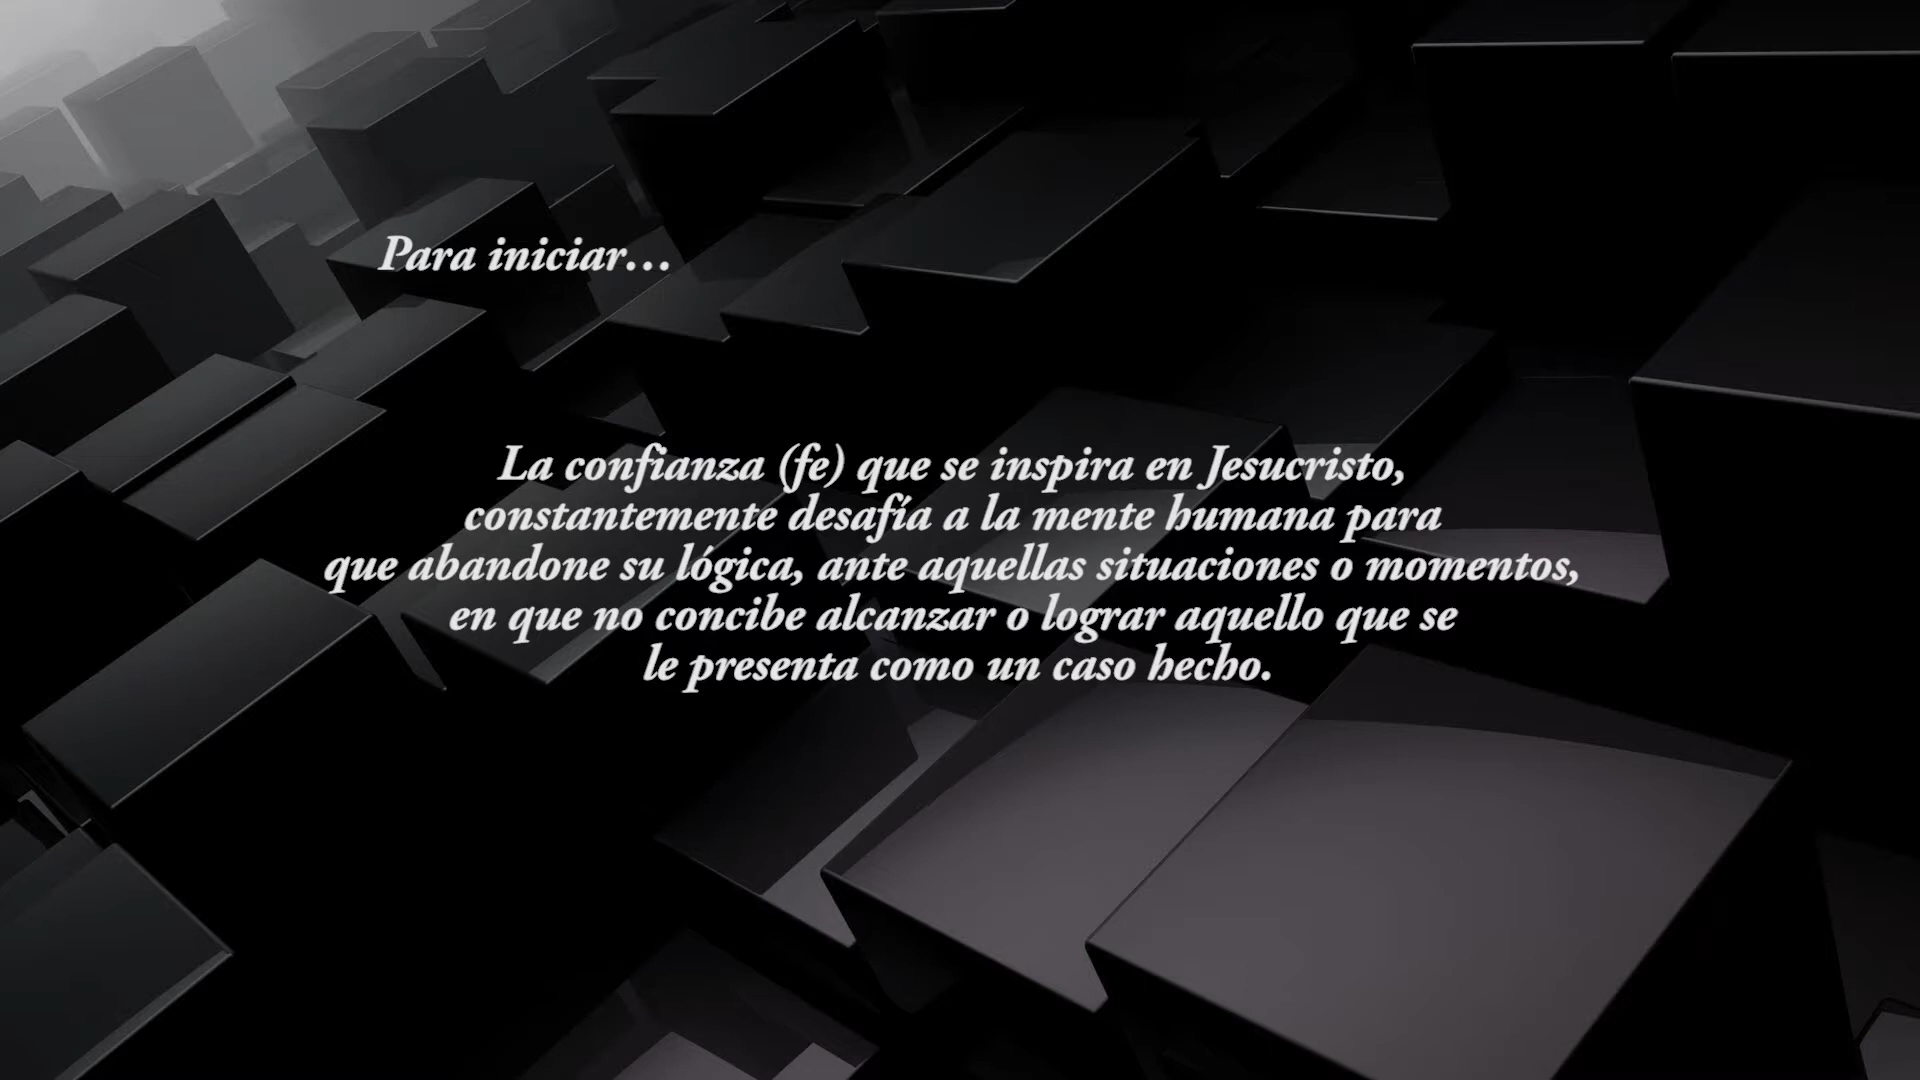 Para iniciar...
La confianza (fe) que se inspira en Jesucristo,
constantemente desafía a la mente humana para
que abandone su lógica, ante aquellas situaciones o momentos,
en que no concibe alcanzar o lograr aquello que se
le presenta como un caso hecho.